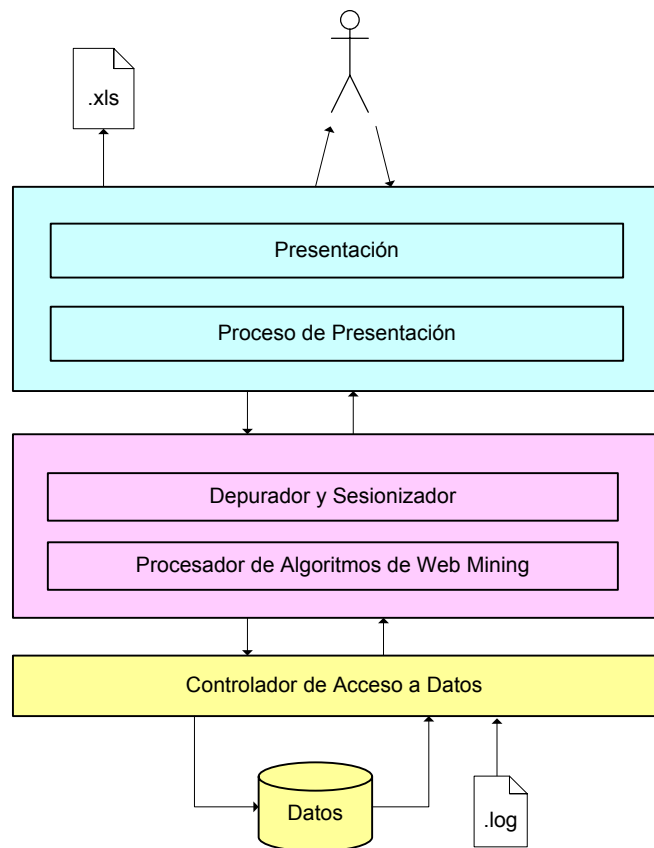 .xls
Presentación
Proceso de Presentación
Depurador y Sesionizador
Procesador de Algoritmos de Web Mining
Controlador de Acceso a Datos
Datos
.log